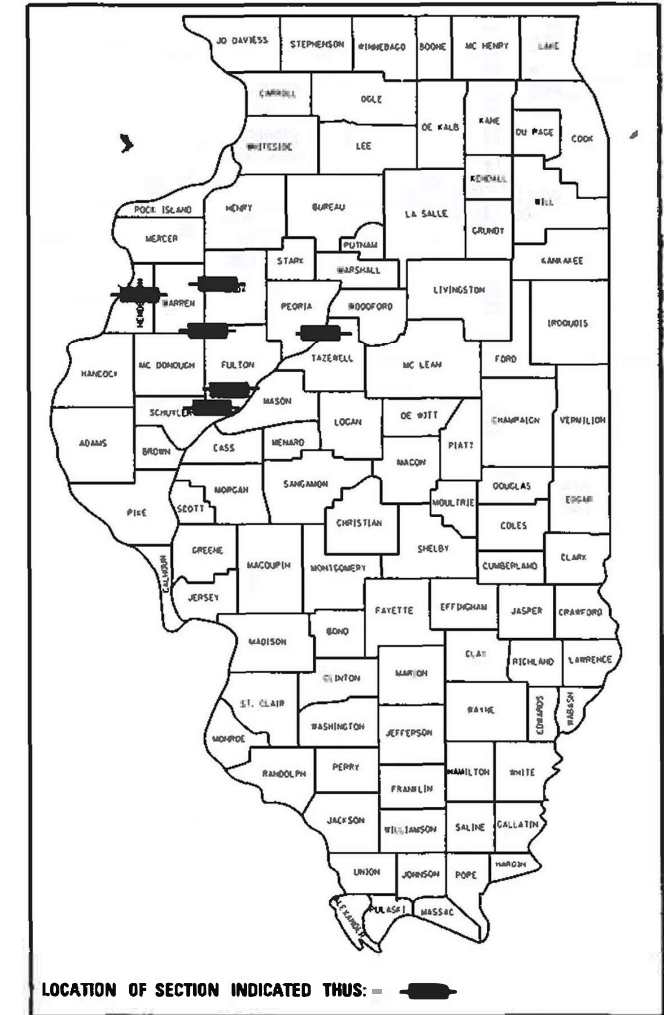 JO DAVIESS STEPHENSON WINNEBAGO BOONE MC HENRY LAKE
CARROLL OGLE DE KALB KANE DU PAGE COOK
WHITESIDE LEE
KENDALL
ROCK ISLAND HENRY BUREAU LA SALLE GRUNDY WILL
MERCER PUTNAM
STARK MARSHALL KANKAKEE
WARREN PEORIA WOODFORD LIVINGSTON
IROQUOIS
HANCOCK MC DONOUGH FULTON TAZEWELL MC LEAN FORD
SCHUYLER MASON
ADAMS BROWN CASS MENARD LOGAN DE WITT PIATT CHAMPAIGN VERMILION
MACON
PIKE SCOTT MORGAN SANGAMON MOULTRIE DOUGLAS EDGAR
CHRISTIAN COLES
GREENE MACOUPIN MONTGOMERY SHELBY CUMBERLAND CLARK
CALHOUN JERSEY
FAYETTE EFFINGHAM JASPER CRAWFORD
MADISON BOND
CLAY RICHLAND LAWRENCE
CLINTON MARION
ST. CLAIR WAYNE EDWARDS WABASH
MONROE WASHINGTON JEFFERSON
RANDOLPH PERRY FRANKLIN HAMILTON WHITE
JACKSON WILLIAMSON SALINE GALLATIN
UNION JOHNSON POPE HARDIN
ALEXANDER PULASKI MASSAC
LOCATION OF SECTION INDICATED THUS: -